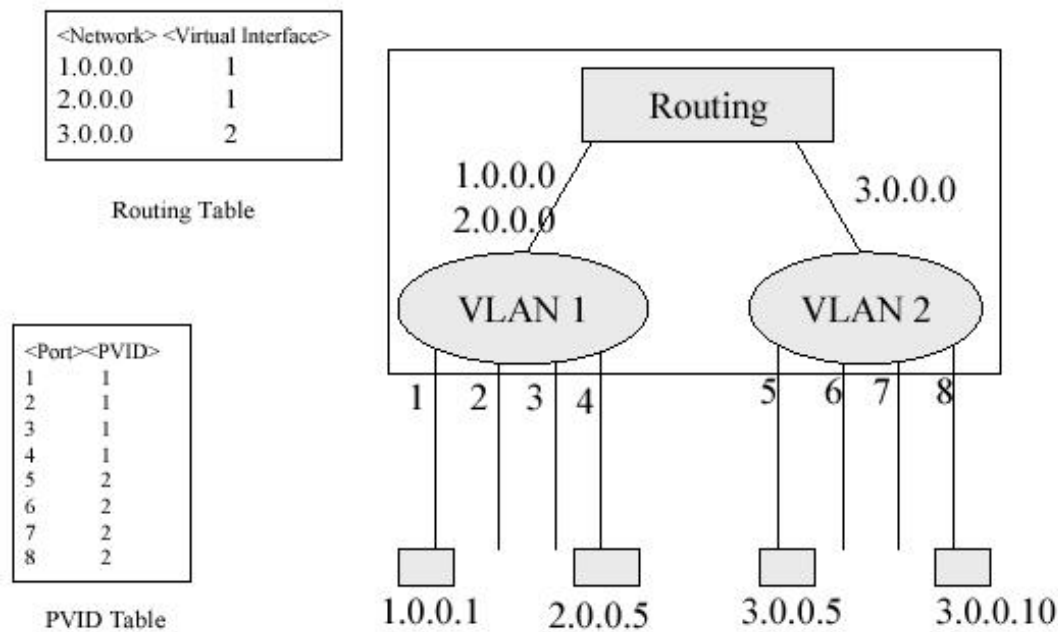 <Network> <Virtual Interface>
1.0.0.0 1
2.0.0.0 1
3.0.0.0 2
Routing Table
Routing
1.0.0.0
2.0.0.0
3.0.0.0
VLAN 1
VLAN 2
1 2 3 4 5 6 7 8
<Port><PVID>
1 1
2 1
3 1
4 1
5 2
6 2
7 2
8 2
PVID Table
1.0.0.1 2.0.0.5 3.0.0.5 3.0.0.10